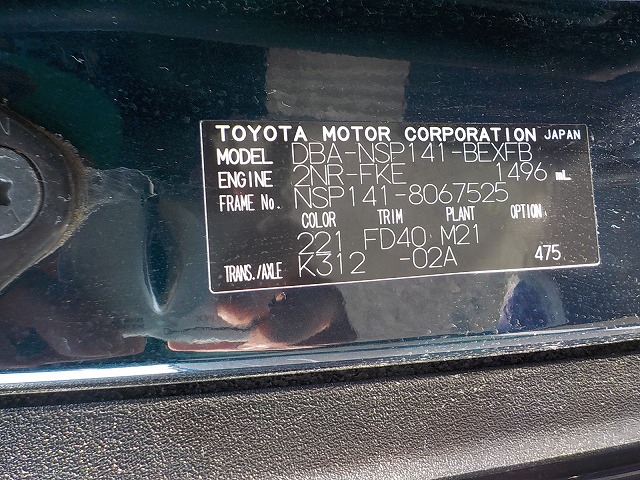 TOYOTA MOTOR CORPORATION JAPAN
MODEL DBA-NSP141-BEXFB
ENGINE 2NR-FKE 1496 mL
FRAME No. NSP141-8067525
COLOR TRIM PLANT OPTION
221 FD40 M21
TRANS./AXLE K312 -02A 475